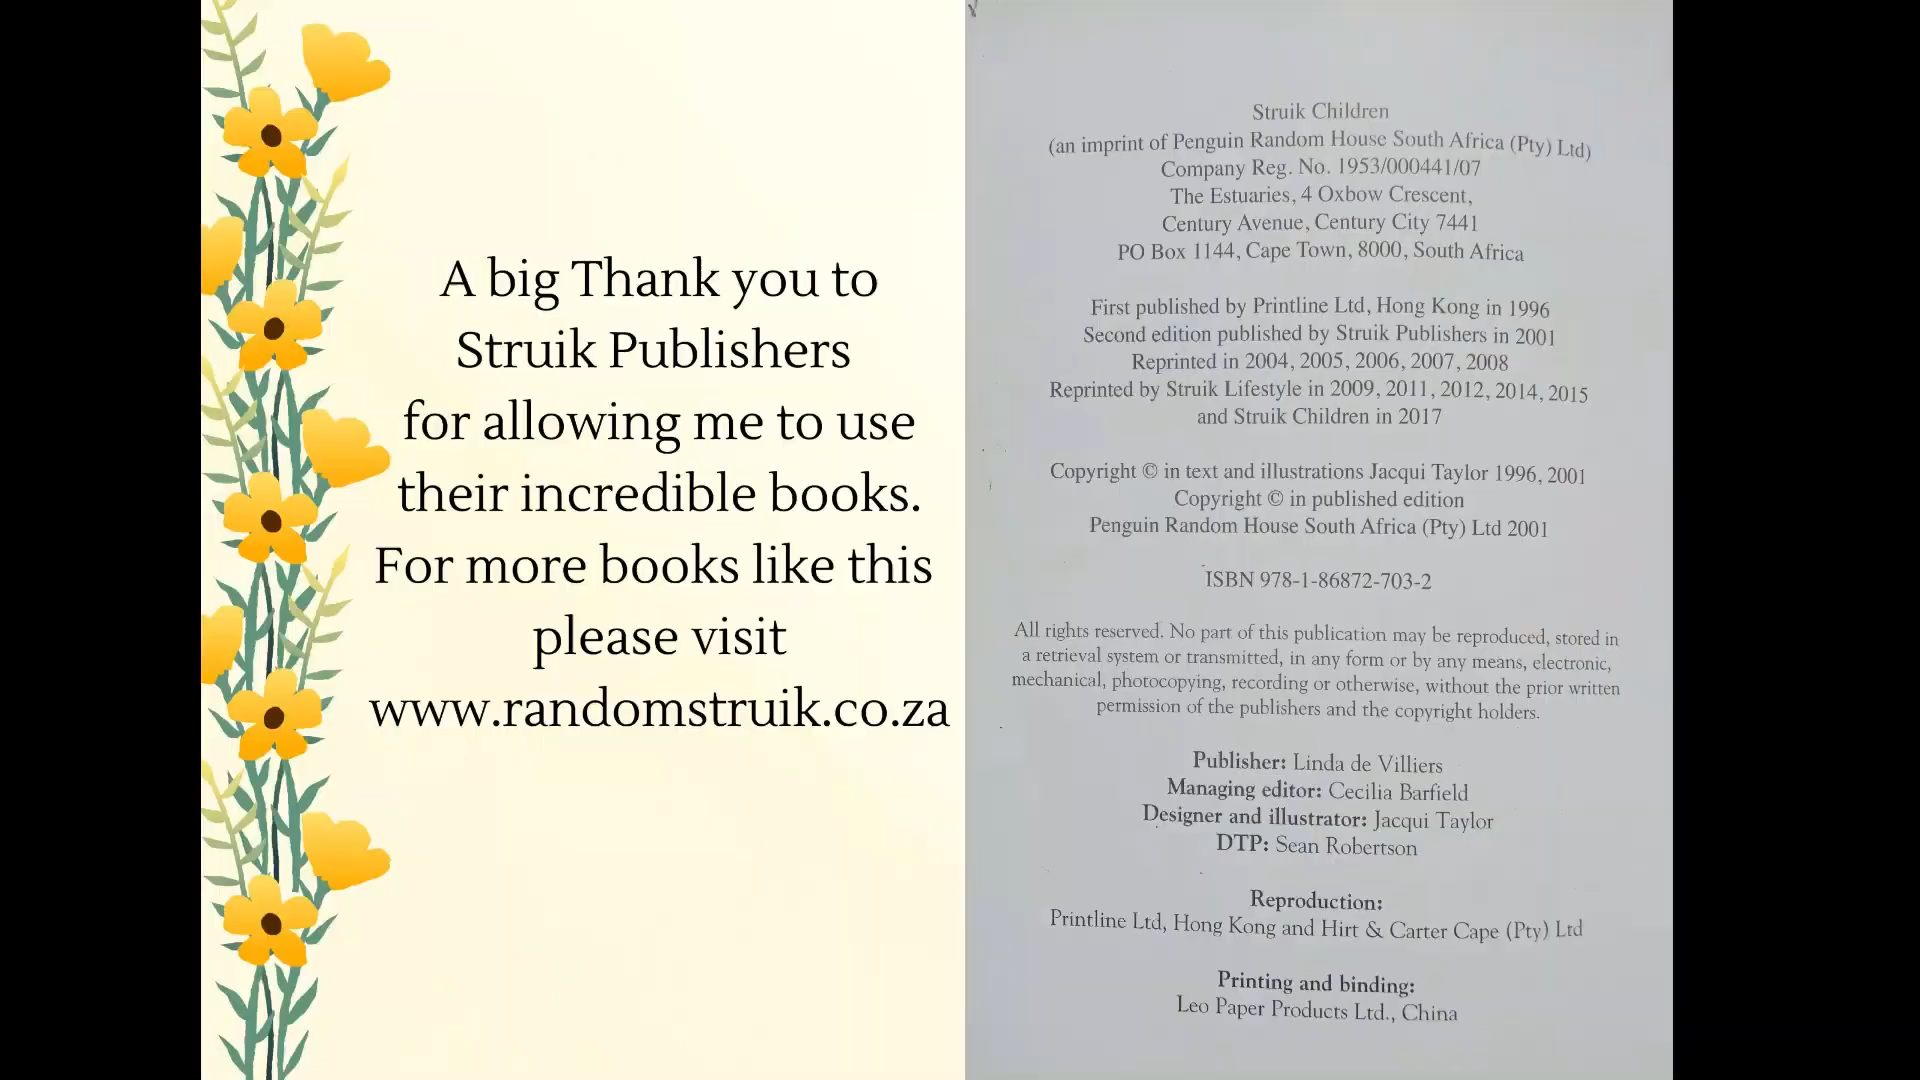 A big Thank you to
Struik Publishers
for allowing me to use
their incredible books.
For more books like this
please visit
www.randomstruik.co.za
Struik Children
(an imprint of Penguin Random House South Africa (Pty) Ltd)
Company Reg. No. 1953/000441/07
The Estuaries, 4 Oxbow Crescent,
Century Avenue, Century City 7441
PO Box 1144, Cape Town, 8000, South Africa
First published by Printline Ltd, Hong Kong in 1996
Second edition published by Struik Publishers in 2001
Reprinted in 2004, 2005, 2006, 2007, 2008
Reprinted by Struik Lifestyle in 2009, 2011, 2012, 2014, 2015
and Struik Children in 2017
Copyright © in text and illustrations Jacqui Taylor 1996, 2001
Copyright © in published edition
Penguin Random House South Africa (Pty) Ltd 2001
ISBN 978-1-86872-703-2
All rights reserved. No part of this publication may be reproduced, stored in
a retrieval system or transmitted, in any form or by any means, electronic,
mechanical, photocopying, recording or otherwise, without the prior written
permission of the publishers and the copyright holders.
Publisher: Linda de Villiers
Managing editor: Cecilia Barfield
Designer and illustrator: Jacqui Taylor
DTP: Sean Robertson
Reproduction:
Printline Ltd, Hong Kong and Hirt & Carter Cape (Pty) Ltd
Printing and binding:
Leo Paper Products Ltd., China